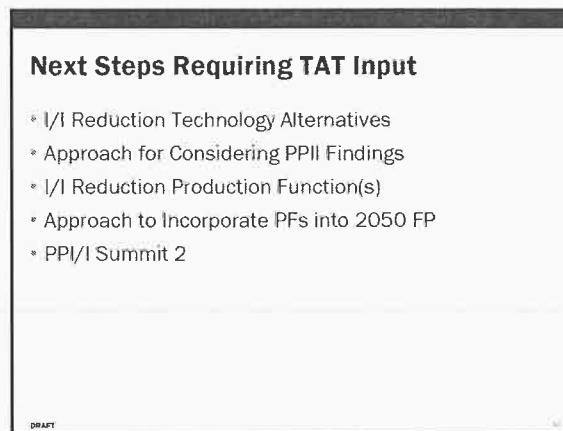 Next Steps Requiring TAT Input
• I/I Reduction Technology Alternatives
• Approach for Considering PPII Findings
• I/I Reduction Production Function(s)
• Approach to Incorporate PFs into 2050 FP
• PPI/I Summit 2
DRAFT